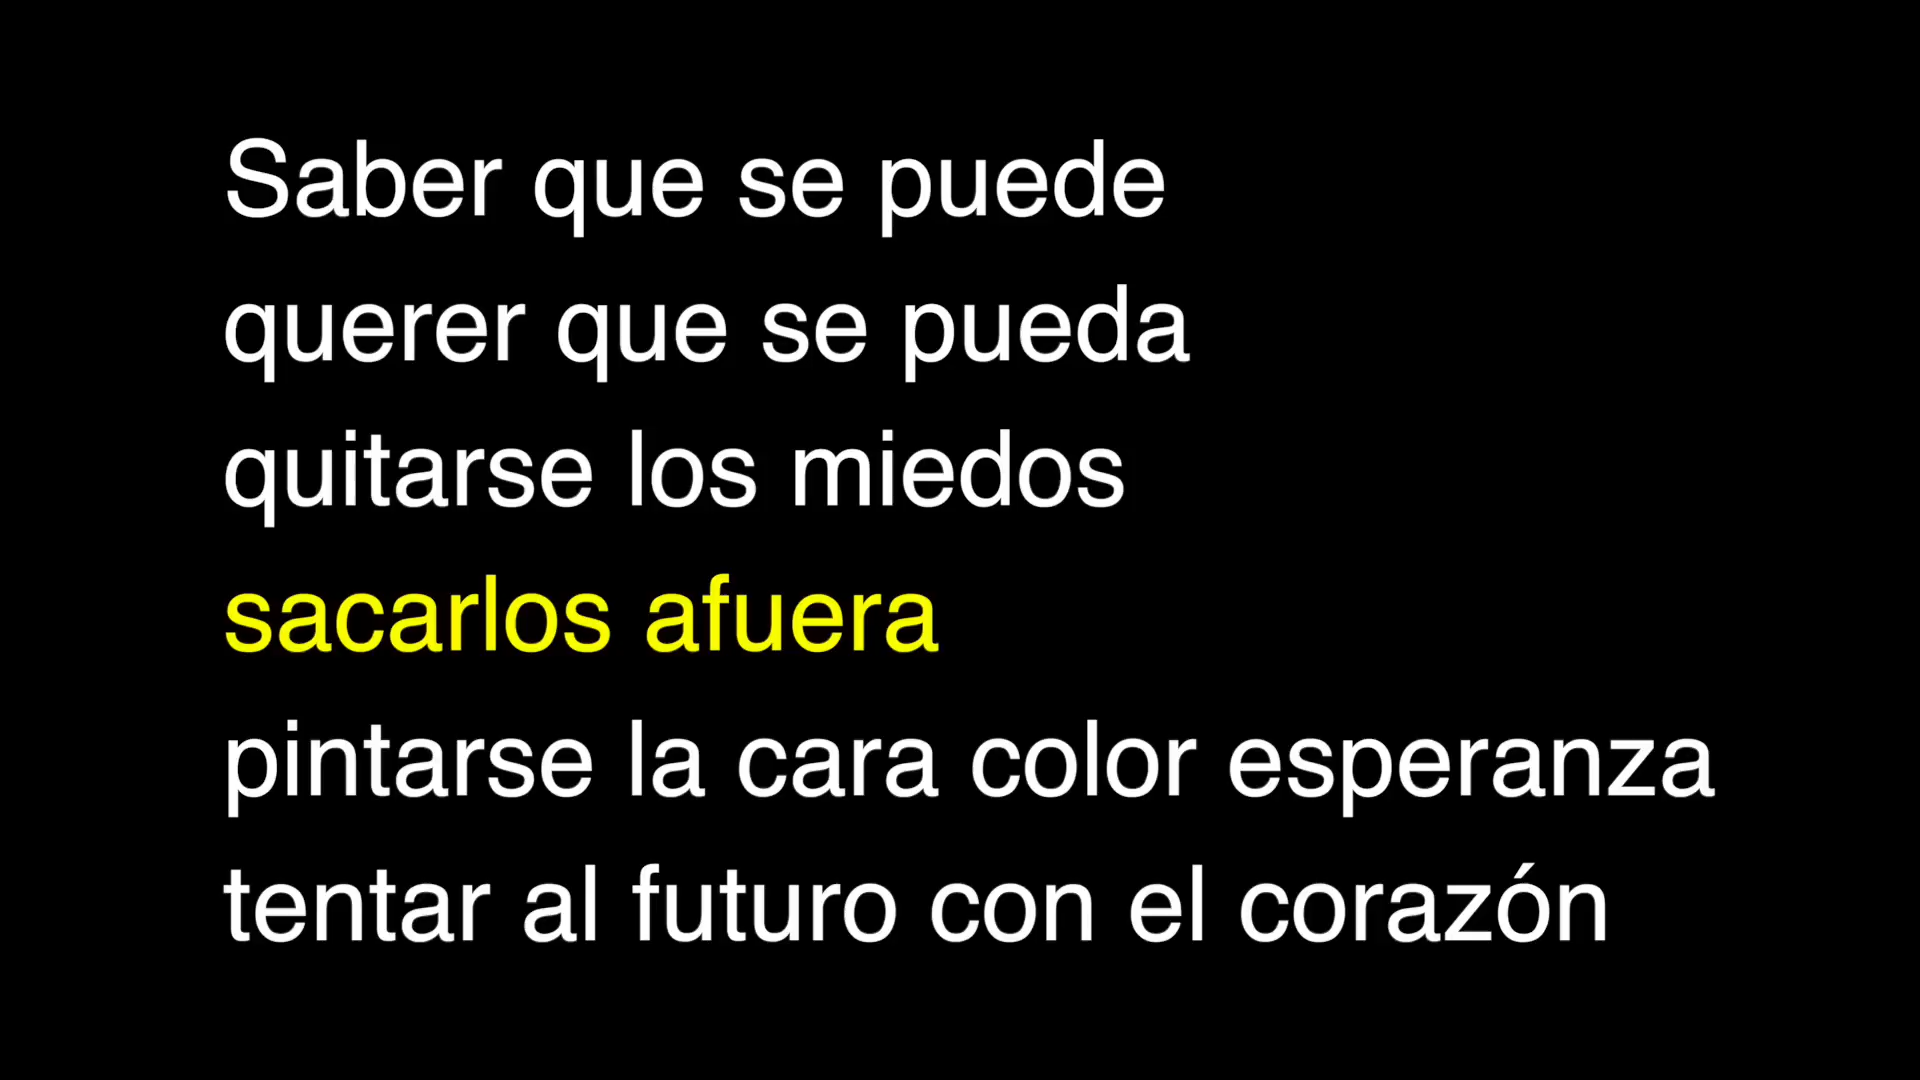 Saber que se puede
querer que se pueda
quitarse los miedos
sacarlos afuera
pintarse la cara color esperanza
tentar al futuro con el corazón